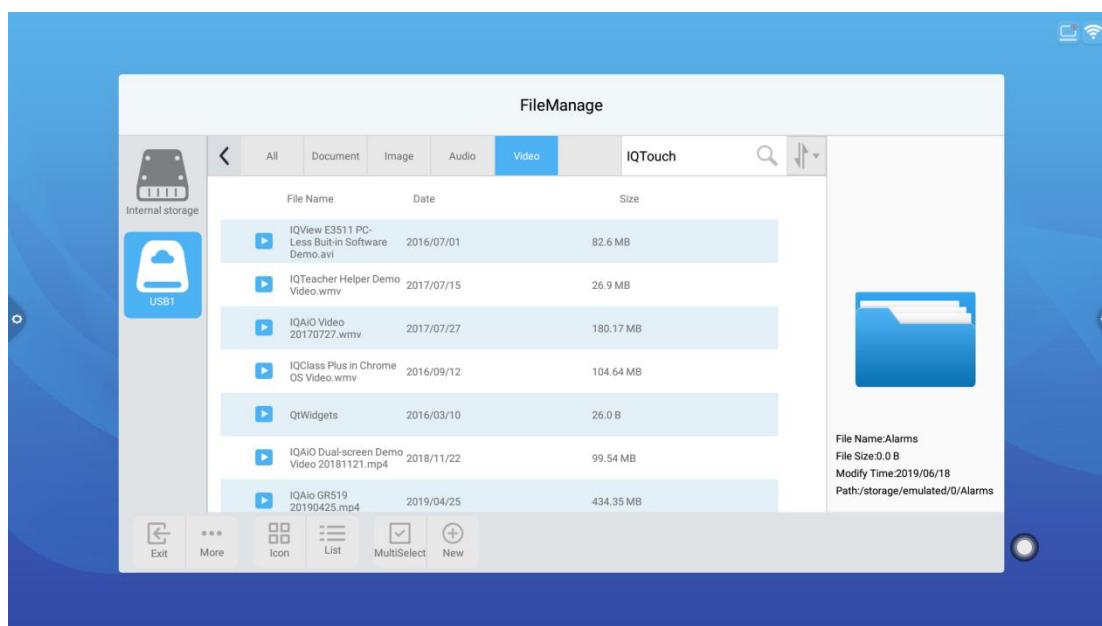 FileManage
Internal storage
USB1
All Document Image Audio Video IQTouch
File Name Date Size
IQView E3511 PC-
Less Buit-in Software
Demo.avi
2016/07/01 82.6 MB
IQTeacher Helper Demo
Video.wmv
2017/07/15 26.9 MB
IQAiO Video
20170727.wmv
2017/07/27 180.17 MB
IQClass Plus in Chrome
OS Video.wmv
2016/09/12 104.64 MB
QtWidgets 2016/03/10 26.0 B
IQAiO Dual-screen Demo
Video 20181121.mp4
2018/11/22 99.54 MB
IQAio GR519
20190425.mp4
2019/04/25 434.35 MB
File Name:Alarms
File Size:0.0 B
Modify Time:2019/06/18
Path:/storage/emulated/0/Alarms
Exit More Icon List MultiSelect New